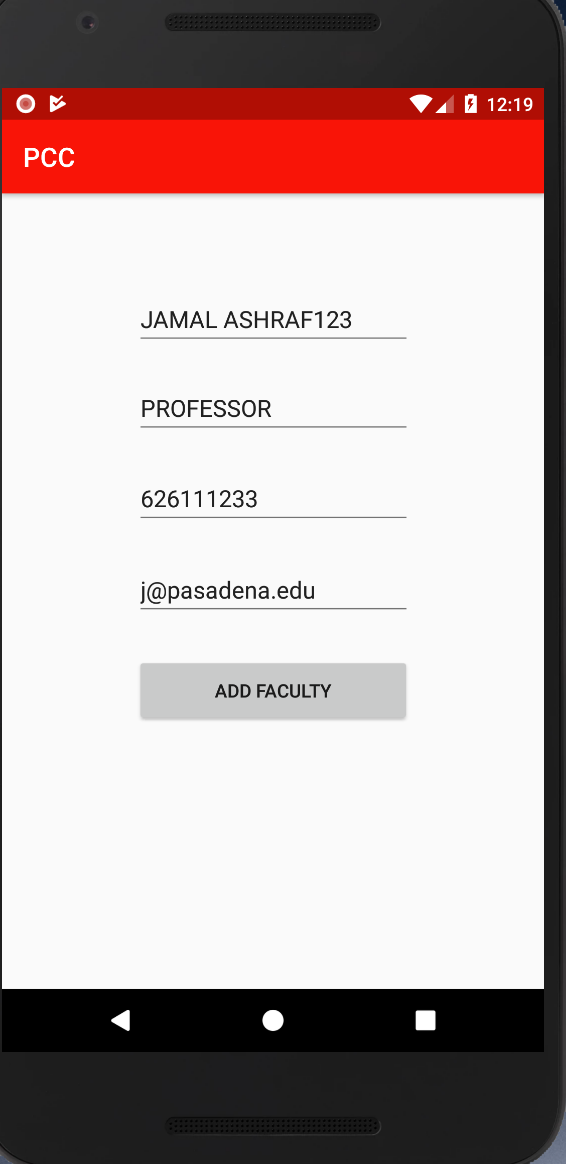 12:19
PCC
JAMAL ASHRAF123
PROFESSOR
626111233
j@pasadena.edu
ADD FACULTY